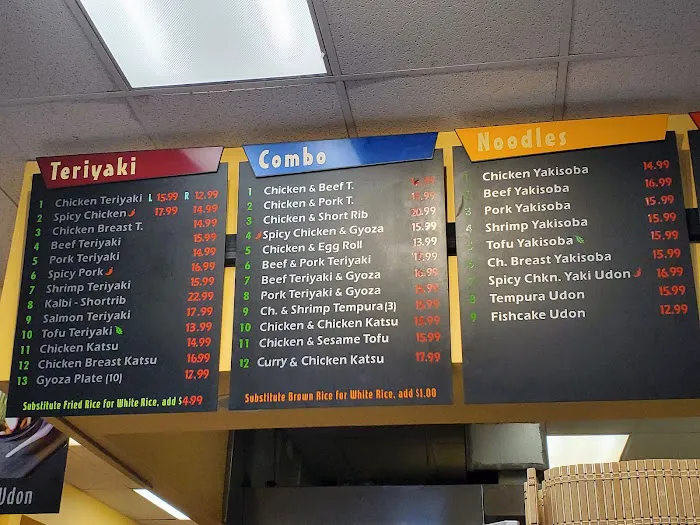 Teriyaki
1 Chicken Teriyaki L 15.99 R 12.99
2 Spicy Chicken 17.99 14.99
3 Chicken Breast T. 14.99
4 Beef Teriyaki 15.99
5 Pork Teriyaki 14.99
6 Spicy Pork 16.99
7 Shrimp Teriyaki 15.99
8 Kalbi - Shortrib 22.99
9 Salmon Teriyaki 17.99
10 Tofu Teriyaki 13.99
11 Chicken Katsu 14.99
12 Chicken Breast Katsu 16.99
13 Gyoza Plate (10) 12.99
Substitute Fried Rice for White Rice, add $4.99
Combo
1 Chicken & Beef T.
2 Chicken & Pork T. 15.99
3 Chicken & Short Rib 20.99
4 Spicy Chicken & Gyoza 15.99
5 Chicken & Egg Roll 13.99
6 Beef & Pork Teriyaki
7 Beef Teriyaki & Gyoza 16.99
8 Pork Teriyaki & Gyoza
9 Ch. & Shrimp Tempura (3) 15.99
10 Chicken & Chicken Katsu 15.99
11 Chicken & Sesame Tofu 15.99
12 Curry & Chicken Katsu 17.99
Substitute Brown Rice for White Rice, add $1.00
Noodles
1 Chicken Yakisoba 14.99
2 Beef Yakisoba 16.99
3 Pork Yakisoba 15.99
4 Shrimp Yakisoba 15.99
5 Tofu Yakisoba 15.99
6 Ch. Breast Yakisoba 15.99
7 Spicy Chkn. Yaki Udon 16.99
8 Tempura Udon 15.99
9 Fishcake Udon 12.99
Udon